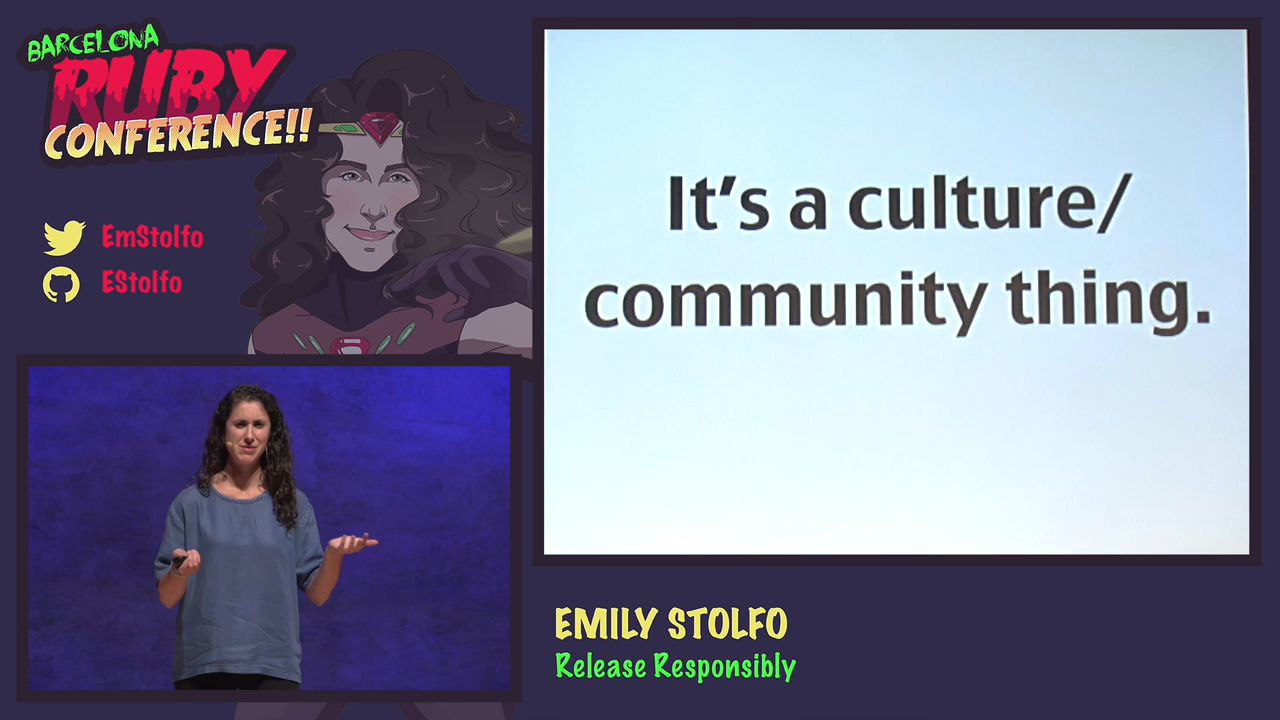 BARCELONA
RUBY
CONFERENCE!!
EmStolfo
EStolfo
It's a culture/
community thing.
EMILY STOLFO
Release Responsibly